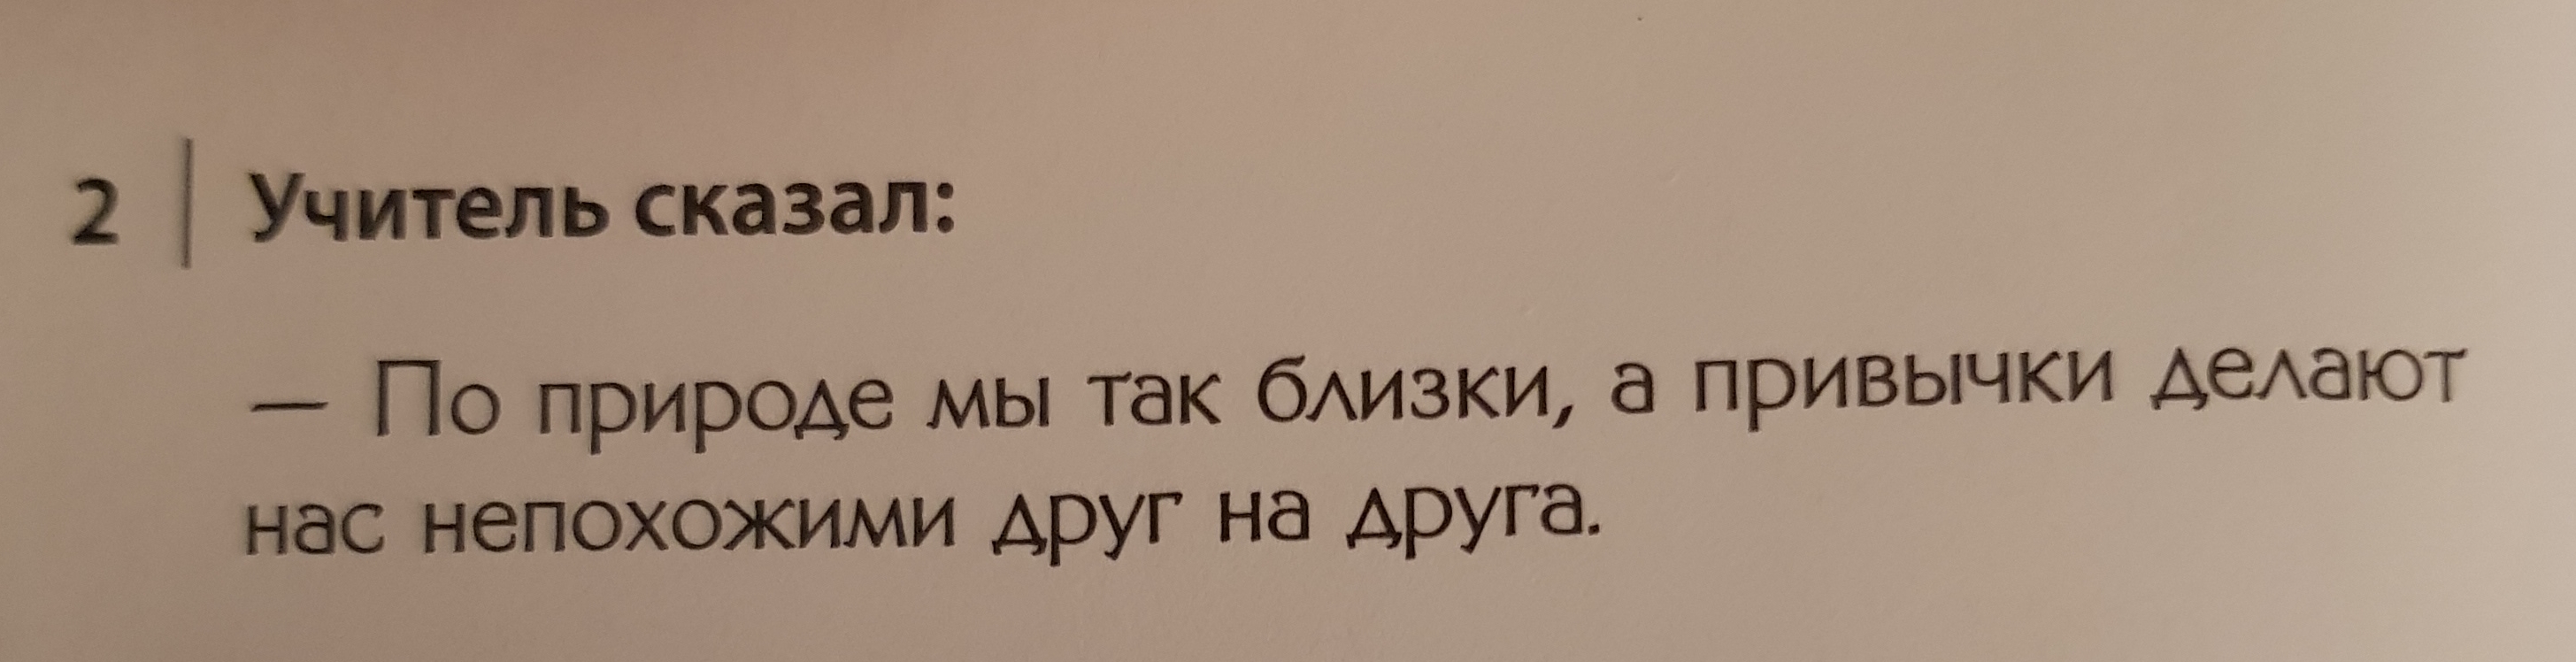 2 | Учитель сказал:
— По природе мы так близки, а привычки делают
нас непохожими друг на друга.